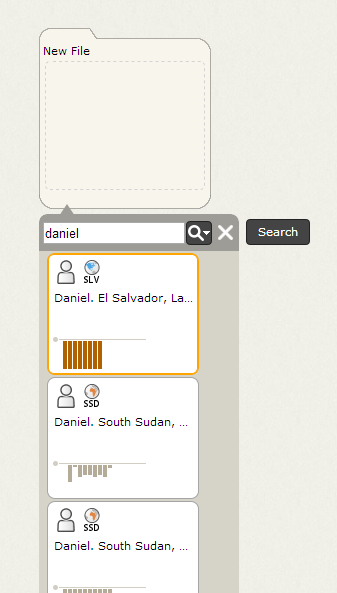 New File
daniel
Search
SLV
Daniel. El Salvador, La...
SSD
Daniel. South Sudan, ...
SSD
Daniel. South Sudan, ...